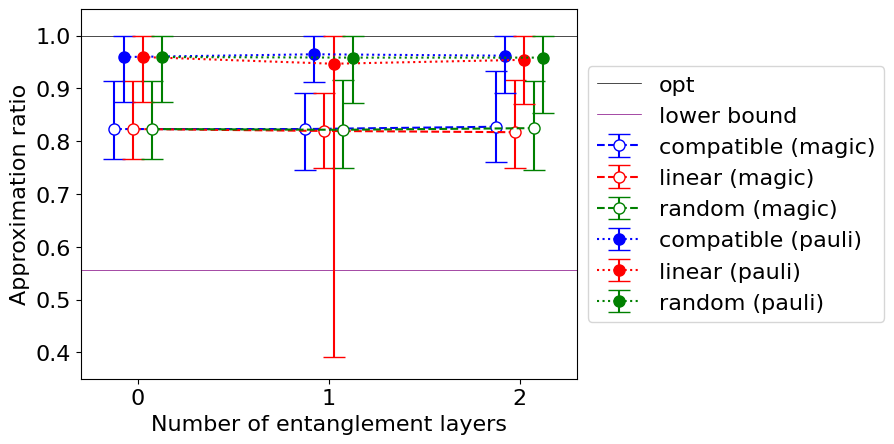 1.0
0.9
0.8
0.7
0.6
0.5
0.4
Approximation ratio
0
1
2
Number of entanglement layers
opt
lower bound
compatible (magic)
linear (magic)
random (magic)
compatible (pauli)
linear (pauli)
random (pauli)